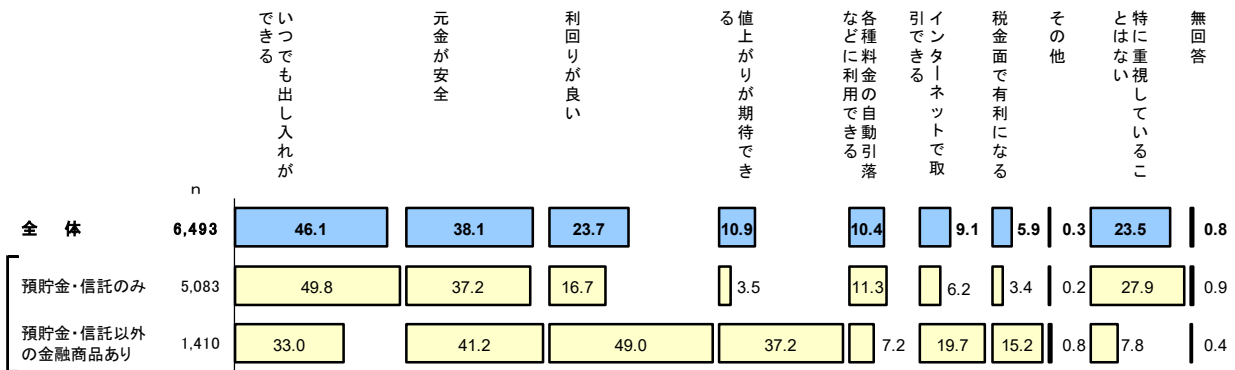 いつでも出し入れが
できる
元金が安全
利回りが良い
値上がりが期待でき
る
各種料金の自動引落
などに利用できる
インターネットで取
引できる
税金面で有利になる
その他
特に重視しているこ
とはない
無回答
n
全 体 6,493 46.1 38.1 23.7 10.9 10.4 9.1 5.9 0.3 23.5 0.8
預貯金・信託のみ 5,083 49.8 37.2 16.7 3.5 11.3 6.2 3.4 0.2 27.9 0.9
預貯金・信託以外
の金融商品あり 1,410 33.0 41.2 49.0 37.2 7.2 19.7 15.2 0.8 7.8 0.4